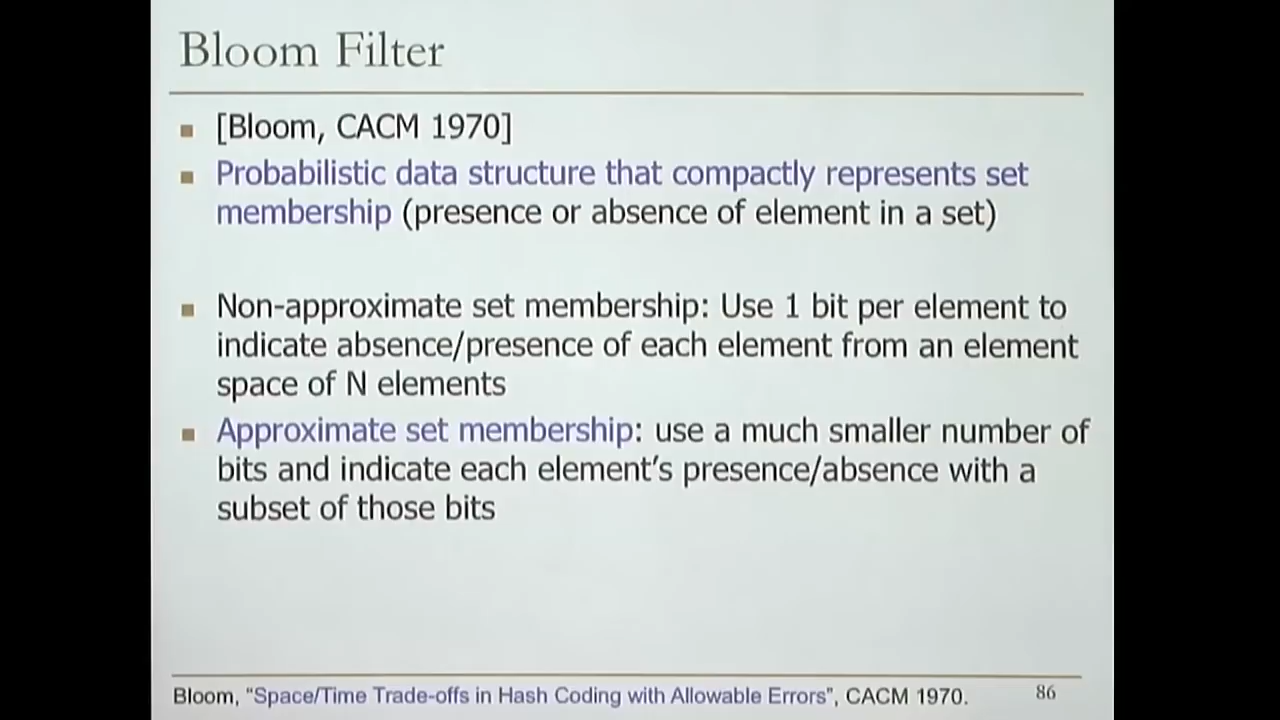 Bloom Filter
[Bloom, CACM 1970]
Probabilistic data structure that compactly represents set
membership (presence or absence of element in a set)
Non-approximate set membership: Use 1 bit per element to
indicate absence/presence of each element from an element
space of N elements
Approximate set membership: use a much smaller number of
bits and indicate each element's presence/absence with a
subset of those bits
Bloom, "Space/Time Trade-offs in Hash Coding with Allowable Errors", CACM 1970.
86